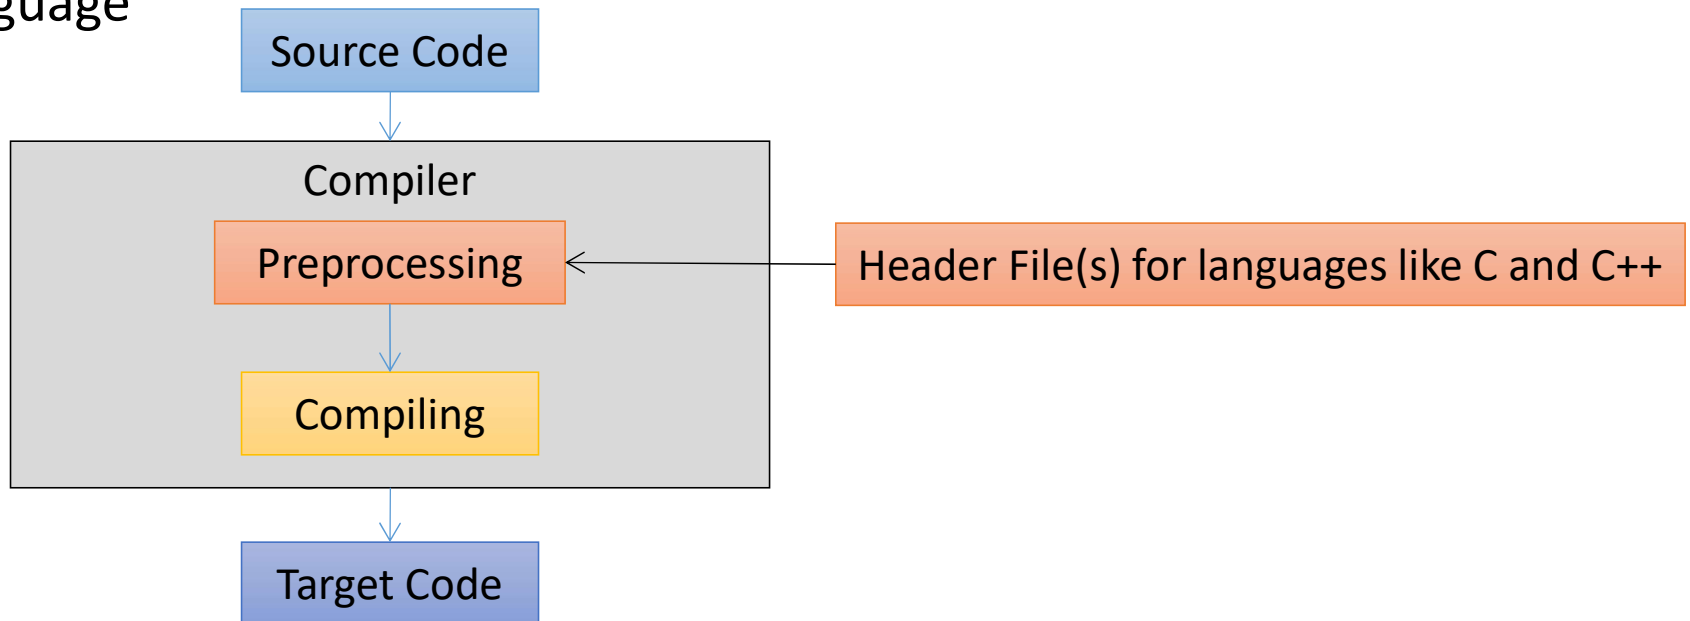 Source Code
Compiler
Preprocessing
Header File(s) for languages like C and C++
Compiling
Target Code